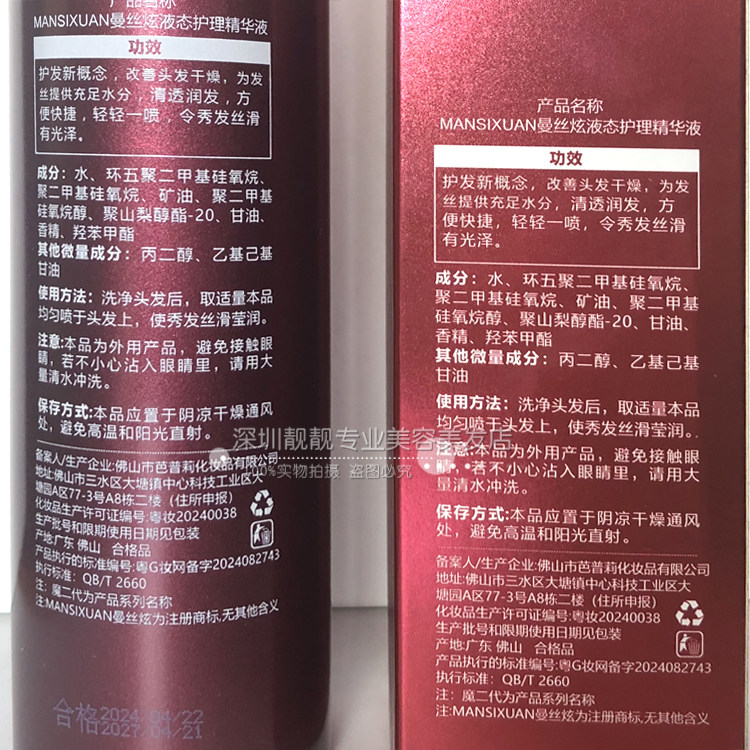 产品名称
MANSIXUAN曼丝炫液态护理精华液
功效
护发新概念，改善头发干燥，为发
丝提供充足水分，清透润发，方
便快捷，轻轻一喷，令秀发丝滑
有光泽。
成分：水、环五聚二甲基硅氧烷、
聚二甲基硅氧烷、矿油、聚二甲基
硅氧烷醇、聚山梨醇酯-20、甘油、
香精、羟苯甲酯
其他微量成分：丙二醇、乙基己基
甘油
使用方法：洗净头发后，取适量本品
均匀喷于头发上，使秀发丝滑莹润。
注意:本品为外用产品，避免接触眼
睛，若不小心沾入眼睛里，请用大
量清水冲洗。
保存方式:本品应置于阴凉干燥通风
处，避免高温和阳光直射。
备案人/生产企业:佛山市芭普莉化妆品有限公司
地址:佛山市三水区大塘镇中心科技工业区大
塘园A区77-3号A8栋二楼（住所申报）
化妆品生产许可证编号:粤妆20240038
生产批号和限期使用日期见包装
产地:广东 佛山 合格品
产品执行的标准编号:粤G妆网备字2024082743
执行标准：QB/T 2660
注：魔二代为产品系列名称
注:MANSIXUAN曼丝炫为注册商标,无其他含义
合格2024/04/22
2027/04/21
产品名称
MANSIXUAN曼丝炫液态护理精华液
功效
护发新概念，改善头发干燥，为发
丝提供充足水分，清透润发，方
便快捷，轻轻一喷，令秀发丝滑
有光泽。
成分：水、环五聚二甲基硅氧烷、
聚二甲基硅氧烷、矿油、聚二甲基
硅氧烷醇、聚山梨醇酯-20、甘油、
香精、羟苯甲酯
其他微量成分：丙二醇、乙基己基
甘油
使用方法：洗净头发后，取适量本品
均匀喷于头发上，使秀发丝滑莹润。
注意:本品为外用产品，避免接触眼
睛，若不小心沾入眼睛里，请用大
量清水冲洗。
保存方式:本品应置于阴凉干燥通风
处，避免高温和阳光直射。
备案人/生产企业:佛山市芭普莉化妆品有限公司
地址:佛山市三水区大塘镇中心科技工业区大
塘园A区77-3号A8栋二楼（住所申报）
化妆品生产许可证编号:粤妆20240038
生产批号和限期使用日期见包装
产地:广东 佛山 合格品
产品执行的标准编号:粤G妆网备字2024082743
执行标准：QB/T 2660
注：魔二代为产品系列名称
注:MANSIXUAN曼丝炫为注册商标,无其他含义
深圳靓靓专业美容美发店
100%实物拍摄 盗图必究